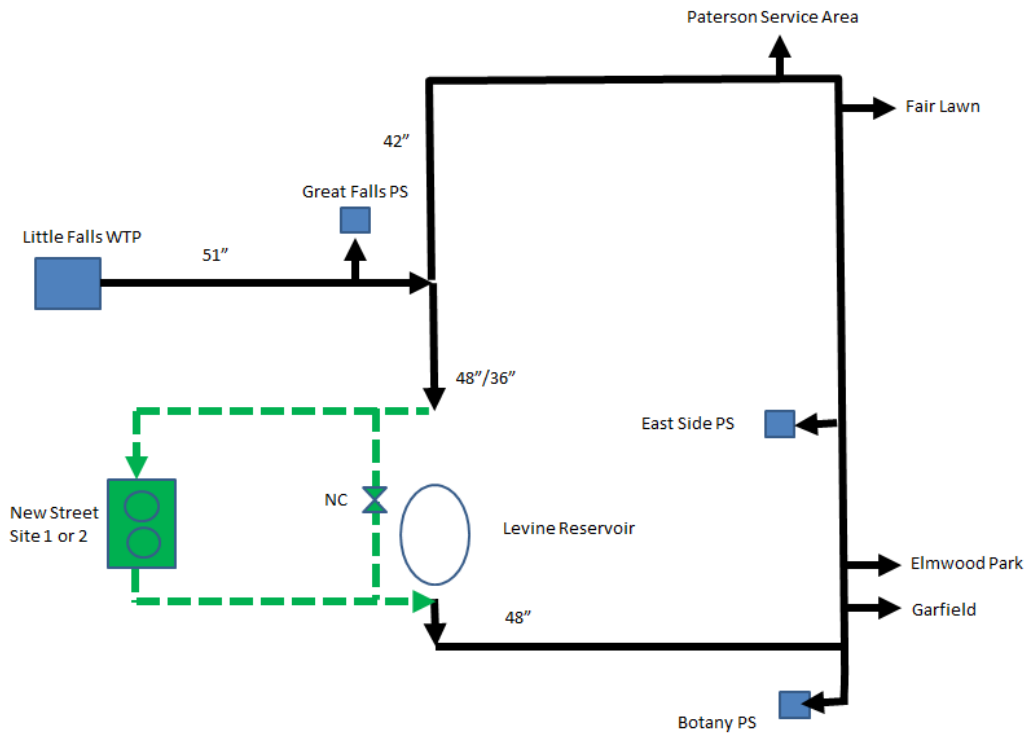 Paterson Service Area
Fair Lawn
42”
Great Falls PS
Little Falls WTP
51”
48”/36”
East Side PS
NC
New Street
Site 1 or 2
Levine Reservoir
Elmwood Park
Garfield
48”
Botany PS